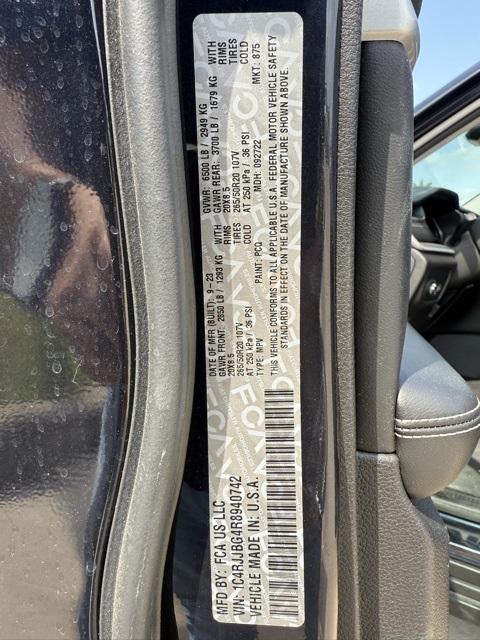 MFD BY: FCA US LLC
DATE OF MFR (BUILT): 9-23
GVWR: 6500 LB / 2949 KG
GAWR FRONT: 2850 LB / 1293 KG WITH
GAWR REAR: 3700 LB / 1679 KG WITH
20X8.5 RIMS
20X8.5 RIMS
265/50R20 107V TIRES
265/50R20 107V TIRES
AT 250 kPa / 36 PSI COLD
AT 250 kPa / 36 PSI COLD
VIN: 1C4RJJBG4R8940742
TYPE: MPV
PAINT: PCQ
MDH: 092722
MKT: 875
VEHICLE MADE IN: U.S.A.
THIS VEHICLE CONFORMS TO ALL APPLICABLE U.S.A. FEDERAL MOTOR VEHICLE SAFETY
STANDARDS IN EFFECT ON THE DATE OF MANUFACTURE SHOWN ABOVE.